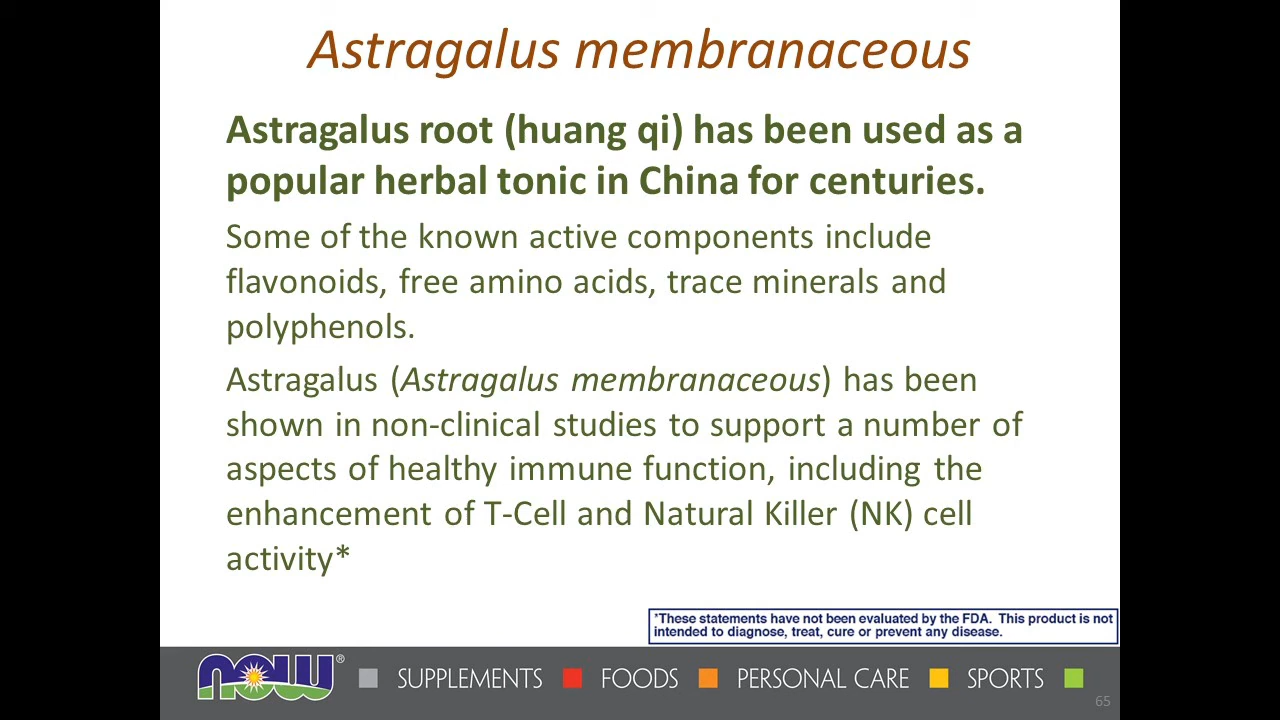 Astragalus membranaceous
Astragalus root (huang qi) has been used as a
popular herbal tonic in China for centuries.
Some of the known active components include
flavonoids, free amino acids, trace minerals and
polyphenols.
Astragalus (Astragalus membranaceous) has been
shown in non-clinical studies to support a number of
aspects of healthy immune function, including the
enhancement of T-Cell and Natural Killer (NK) cell
activity*
*These statements have not been evaluated by the FDA. This product is not
intended to diagnose, treat, cure or prevent any disease.
now® SUPPLEMENTS FOODS PERSONAL CARE SPORTS
65